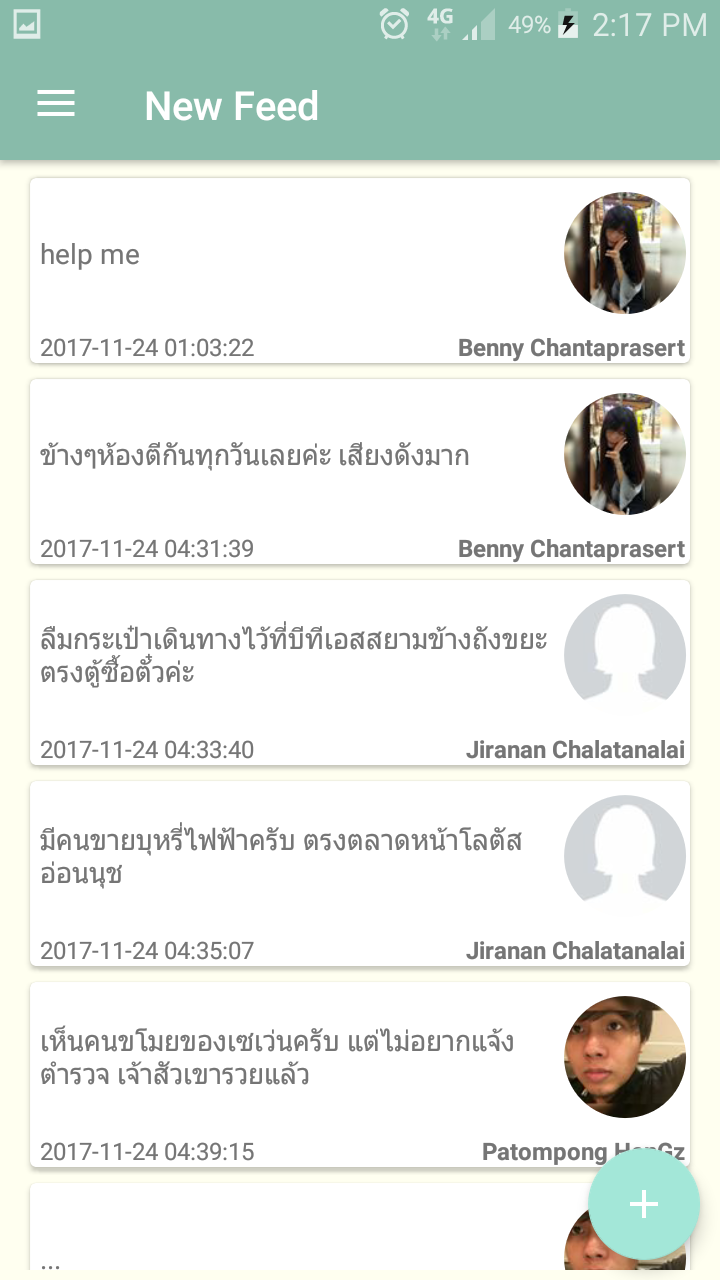 4G 49% 2:17 PM
New Feed
help me
2017-11-24 01:03:22 Benny Chantaprasert
ข้างๆห้องตีกันทุกวันเลยค่ะ เสียงดังมาก
2017-11-24 04:31:39 Benny Chantaprasert
ลืมกระเป๋าเดินทางไว้ที่บีทีเอสสยามข้างถังขยะ
ตรงตู้ซื้อตั๋วค่ะ
2017-11-24 04:33:40 Jiranan Chalatanalai
มีคนขายบุหรี่ไฟฟ้าครับ ตรงตลาดหน้าโลตัส
อ่อนนุช
2017-11-24 04:35:07 Jiranan Chalatanalai
เห็นคนขโมยของเซเว่นครับ แต่ไม่อยากแจ้ง
ตำรวจ เจ้าสัวเขารวยแล้ว
2017-11-24 04:39:15 Patompong
...